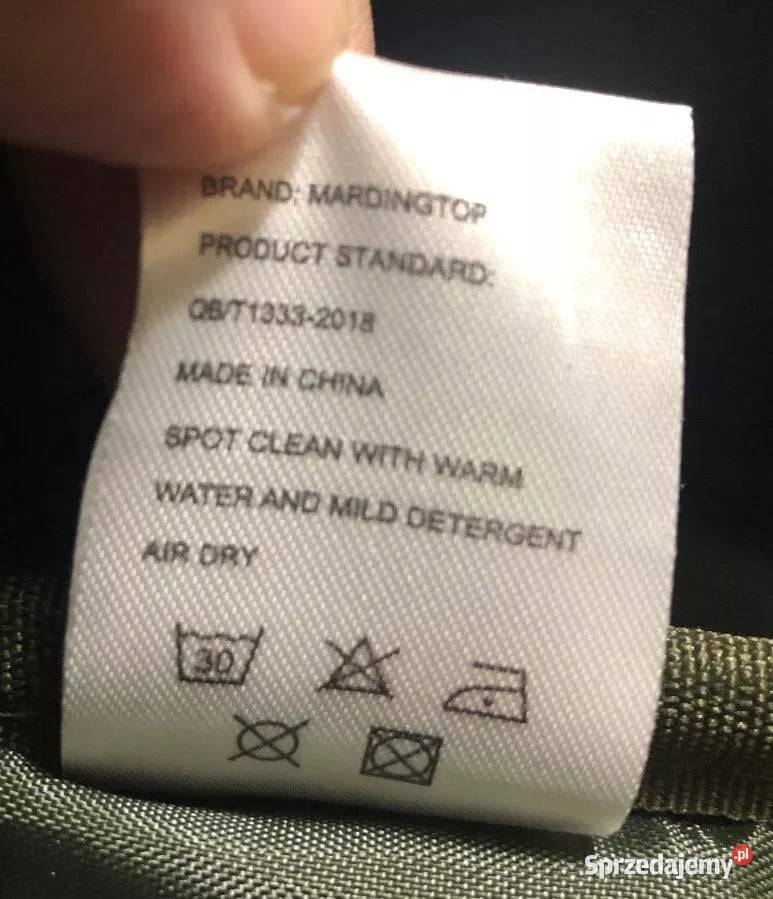 BRAND: MARDINGTOP
PRODUCT STANDARD:
QB/T1333-2018
MADE IN CHINA
SPOT CLEAN WITH WARM
WATER AND MILD DETERGENT
AIR DRY
30
Sprzedajemy.pl